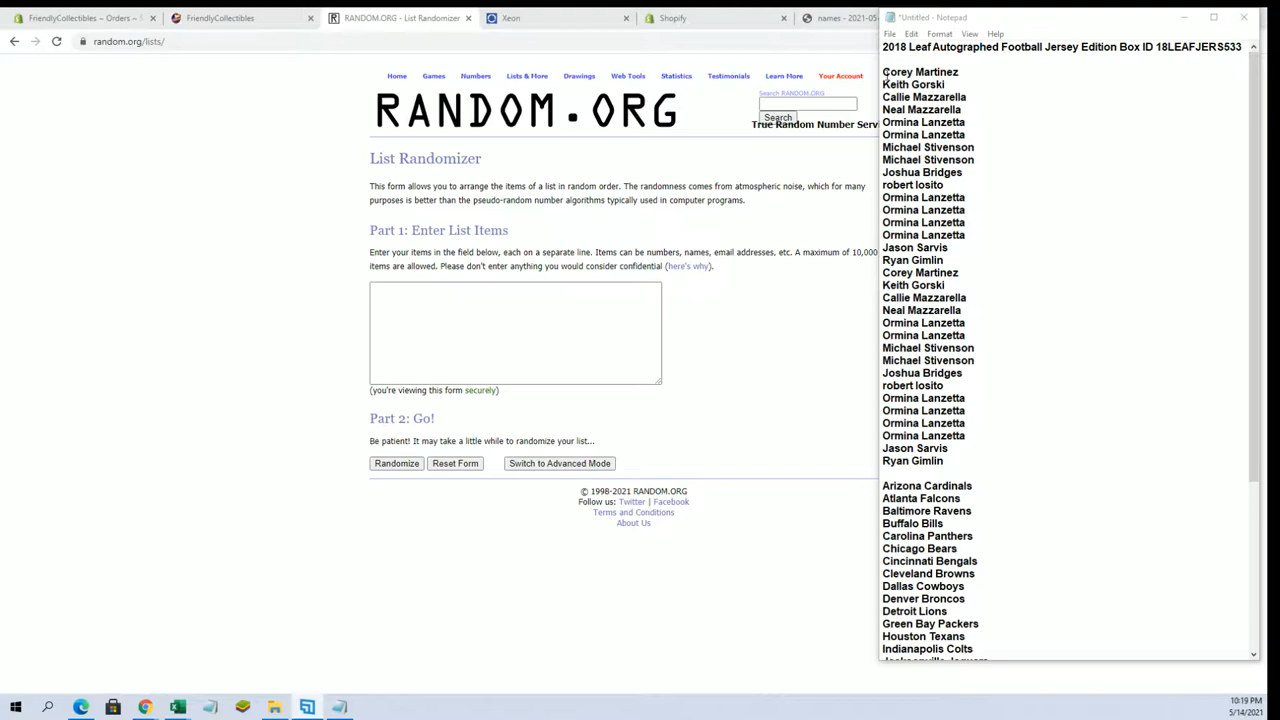 FriendlyCollectibles ~ Orders ~ S
FriendlyCollectibles
RANDOM.ORG - List Randomizer
Xeon
Shopify
names - 2021-05-
random.org/lists/
Home
Games
Numbers
Lists & More
Drawings
Web Tools
Statistics
Testimonials
Learn More
Your Account
RANDOM.ORG
Search RANDOM.ORG
Search
True Random Number Serv
List Randomizer
This form allows you to arrange the items of a list in random order. The randomness comes from atmospheric noise, which for many
purposes is better than the pseudo-random number algorithms typically used in computer programs.
Part 1: Enter List Items
Enter your items in the field below, each on a separate line. Items can be numbers, names, email addresses, etc. A maximum of 10,000
items are allowed. Please don't enter anything you would consider confidential (here's why).
(you're viewing this form securely)
Part 2: Go!
Be patient! It may take a little while to randomize your list...
Randomize
Reset Form
Switch to Advanced Mode
© 1998-2021 RANDOM.ORG
Follow us: Twitter | Facebook
Terms and Conditions
About Us
*Untitled - Notepad
File
Edit
Format
View
Help
2018 Leaf Autographed Football Jersey Edition Box ID 18LEAFJERS533
Corey Martinez
Keith Gorski
Callie Mazzarella
Neal Mazzarella
Ormina Lanzetta
Ormina Lanzetta
Michael Stivenson
Michael Stivenson
Joshua Bridges
robert losito
Ormina Lanzetta
Ormina Lanzetta
Ormina Lanzetta
Ormina Lanzetta
Jason Sarvis
Ryan Gimlin
Corey Martinez
Keith Gorski
Callie Mazzarella
Neal Mazzarella
Ormina Lanzetta
Ormina Lanzetta
Michael Stivenson
Michael Stivenson
Joshua Bridges
robert losito
Ormina Lanzetta
Ormina Lanzetta
Ormina Lanzetta
Ormina Lanzetta
Jason Sarvis
Ryan Gimlin
Arizona Cardinals
Atlanta Falcons
Baltimore Ravens
Buffalo Bills
Carolina Panthers
Chicago Bears
Cincinnati Bengals
Cleveland Browns
Dallas Cowboys
Denver Broncos
Detroit Lions
Green Bay Packers
Houston Texans
Indianapolis Colts
10:19 PM
5/14/2021